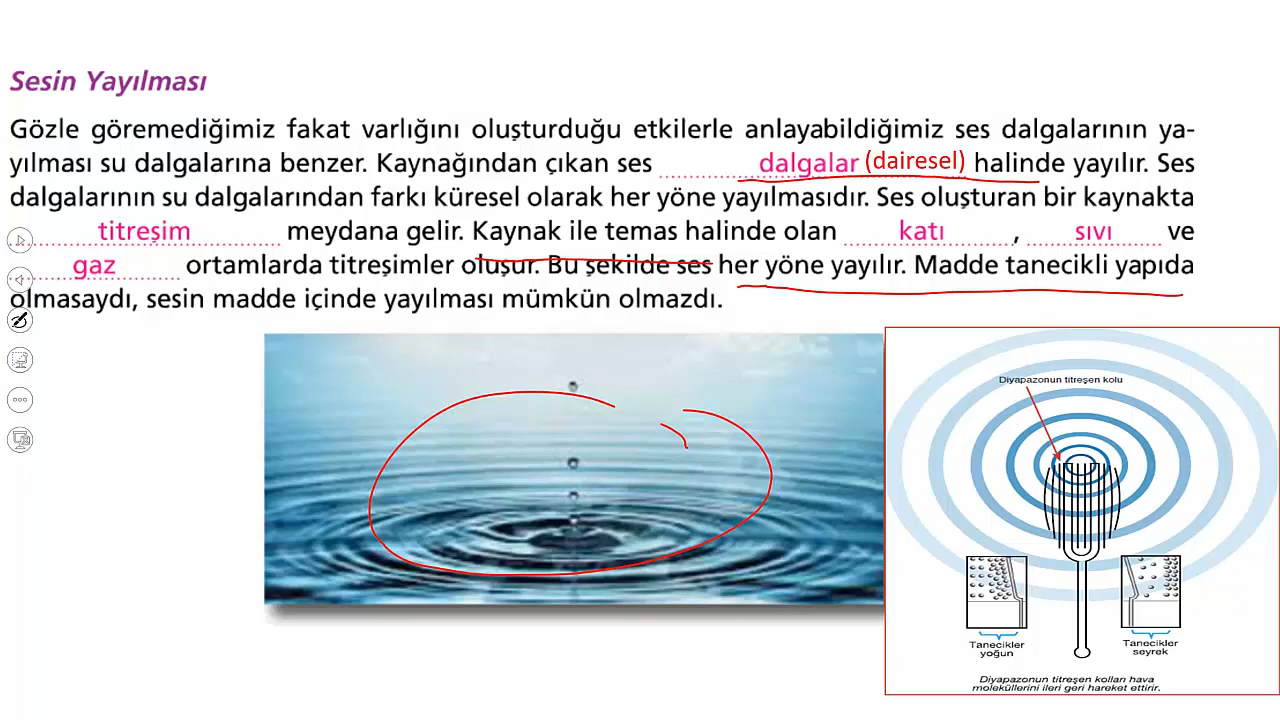 Sesin Yayılması
Gözle göremediğimiz fakat varlığını oluşturduğu etkilerle anlayabildiğimiz ses dalgalarının ya-
yılması su dalgalarına benzer. Kaynağından çıkan ses dalgalar (dairesel) halinde yayılır. Ses
dalgalarının su dalgalarından farkı küresel olarak her yöne yayılmasıdır. Ses oluşturan bir kaynakta
titreşim meydana gelir. Kaynak ile temas halinde olan katı , sıvı ve
gaz ortamlarda titreşimler oluşur. Bu şekilde ses her yöne yayılır. Madde tanecikli yapıda
olmasaydı, sesin madde içinde yayılması mümkün olmazdı.
Diyapazonun titreşen kolu
Tanecikler
yoğun
Tanecikler
seyrek
Diyapazonun titreşen kolları hava
moleküllerini ileri geri hareket ettirir.